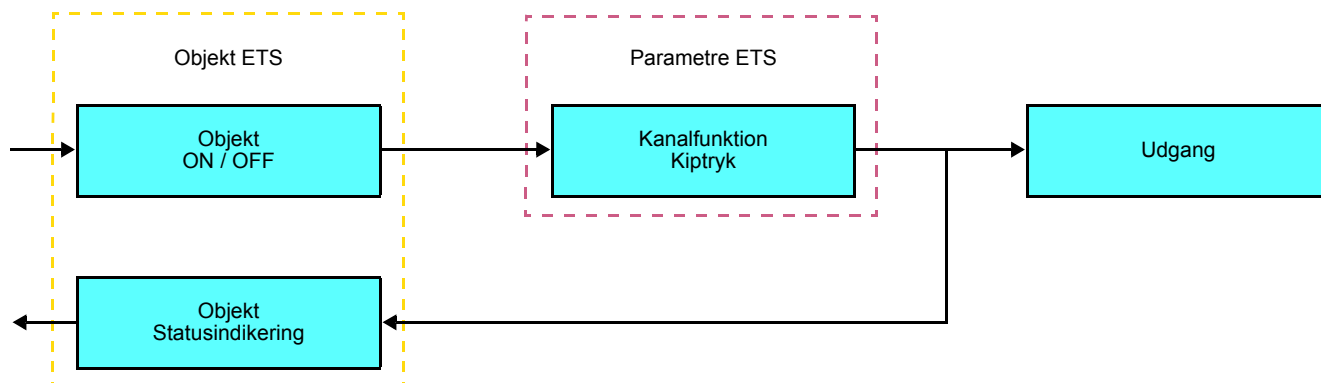 Objekt ETS
Parametre ETS
Objekt
ON / OFF
Kanalfunktion
Kiptryk
Udgang
Objekt
Statusindikering